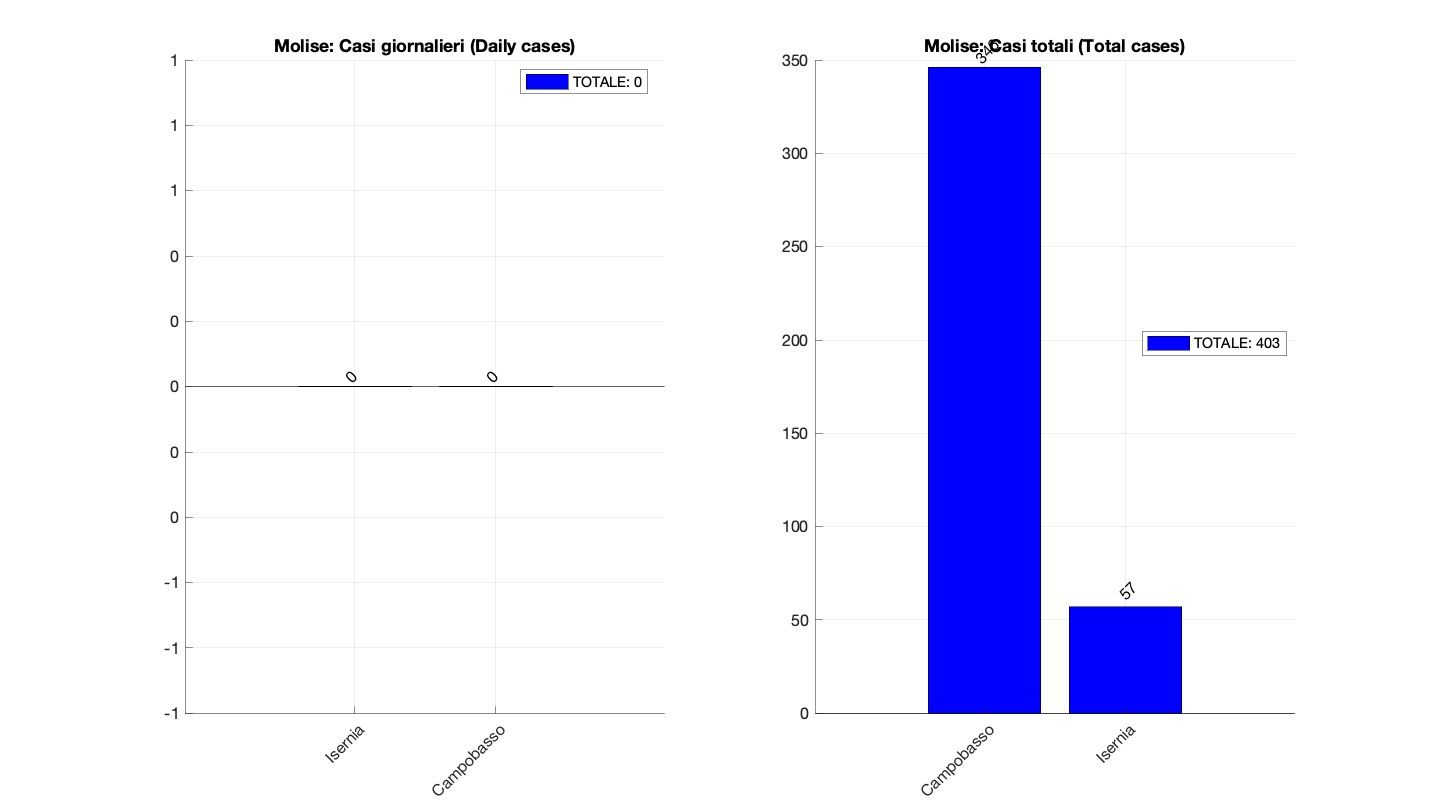 Molise: Casi giornalieri (Daily cases)
1
1
1
0
0
0
0
0
-1
-1
-1
TOTALE: 0
0
0
Isernia
Campobasso
Molise: Casi totali (Total cases)
350
300
250
200
150
100
50
0
346
57
TOTALE: 403
Campobasso
Isernia